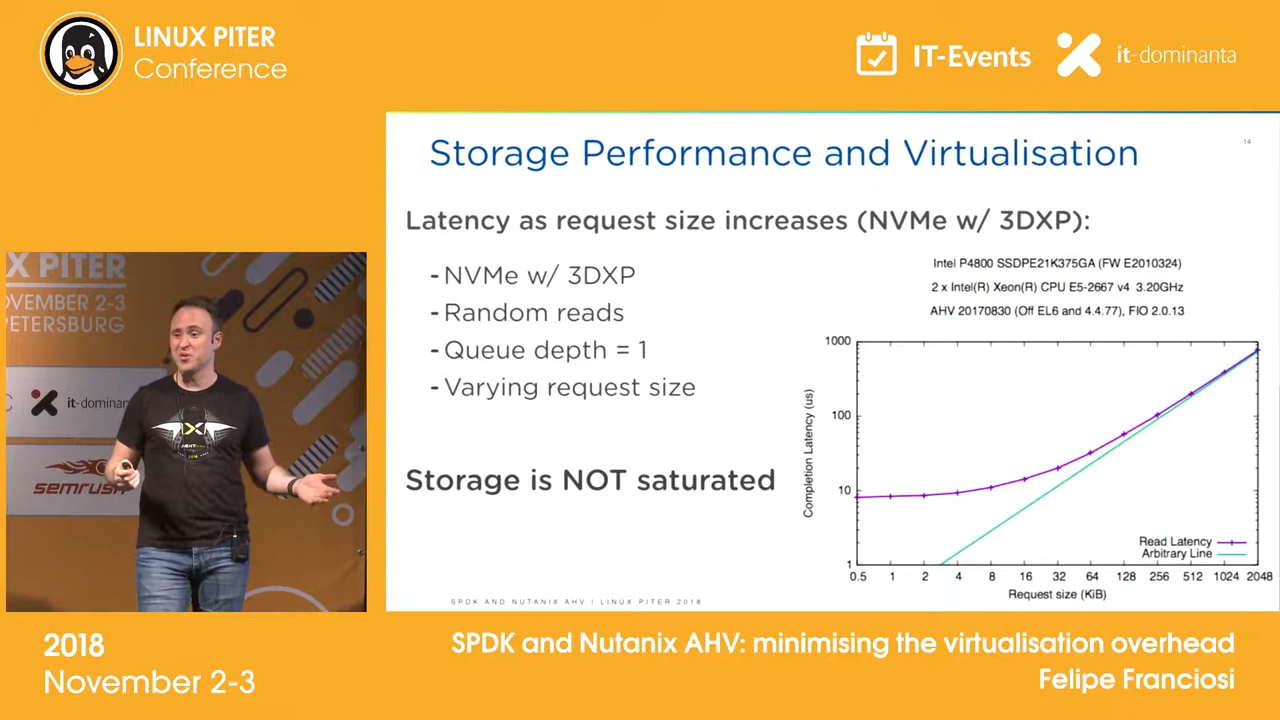 LINUX PITER
Conference
IT-Events
it-dominanta
Storage Performance and Virtualisation
14
Latency as request size increases (NVMe w/ 3DXP):
- NVMe w/ 3DXP
- Random reads
- Queue depth = 1
- Varying request size
Storage is NOT saturated
Intel P4800 SSDPE21K375GA (FW E2010324)
2 x Intel(R) Xeon(R) CPU E5-2667 v4 3.20GHz
AHV 20170830 (Off EL6 and 4.4.77), FIO 2.0.13
Completion Latency (us)
1000
100
10
1
Read Latency
Arbitrary Line
0.5 1 2 4 8 16 32 64 128 256 512 1024 2048
Request size (KiB)
SPDK AND NUTANIX AHV | LINUX PITER 2018
X PITER
OVEMBER 2-3
PETERSBURG
C
it-dominan
semrush
2018
November 2-3
SPDK and Nutanix AHV: minimising the virtualisation overhead
Felipe Franciosi